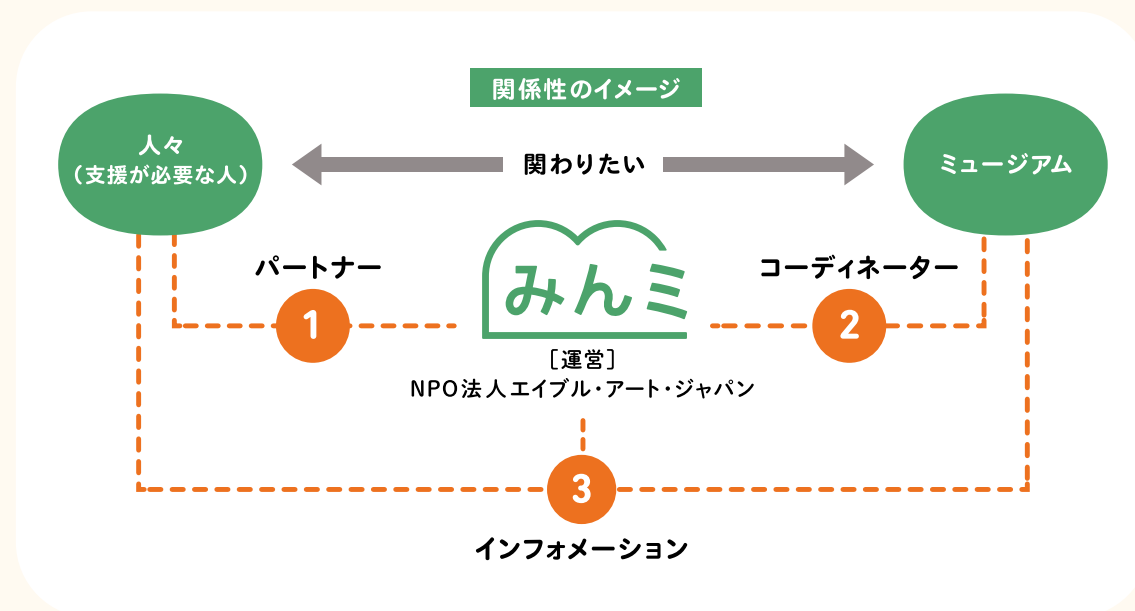 関係性のイメージ
人々
（支援が必要な人）
関わりたい
ミュージアム
パートナー
コーディネーター
1
みんミ
2
［運営］
NPO法人エイブル・アート・ジャパン
3
インフォメーション